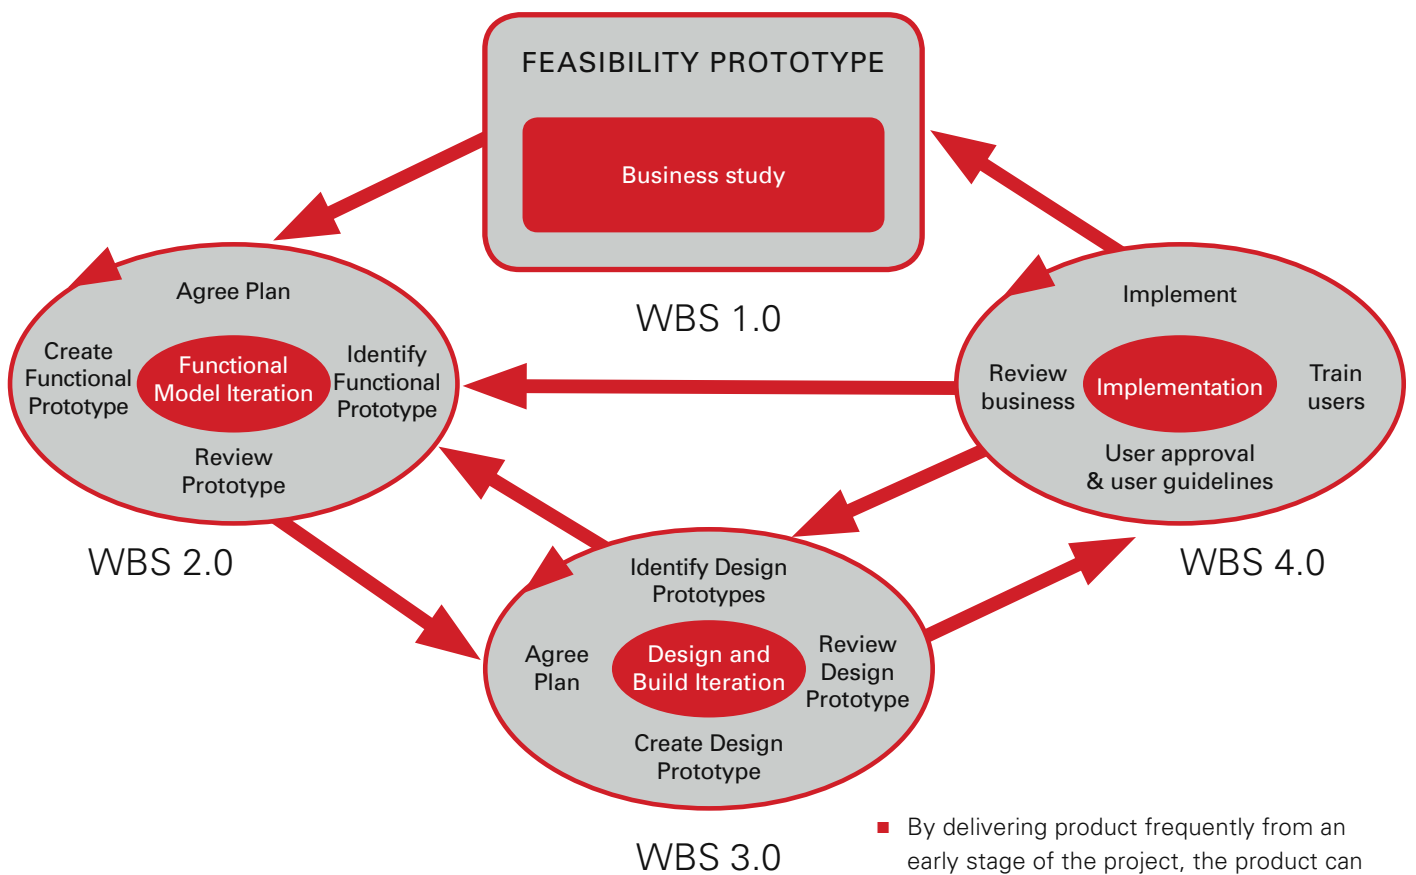 FEASIBILITY PROTOTYPE
Business study
WBS 1.0
Agree Plan
Create
Functional
Prototype
Functional
Model Iteration
Identify
Functional
Prototype
Review
Prototype
WBS 2.0
Implement
Review
business
Implementation
Train
users
User approval
& user guidelines
WBS 4.0
Identify Design
Prototypes
Agree
Plan
Design and
Build Iteration
Review
Design
Prototype
Create Design
Prototype
WBS 3.0
■ By delivering product frequently from an
early stage of the project, the product can